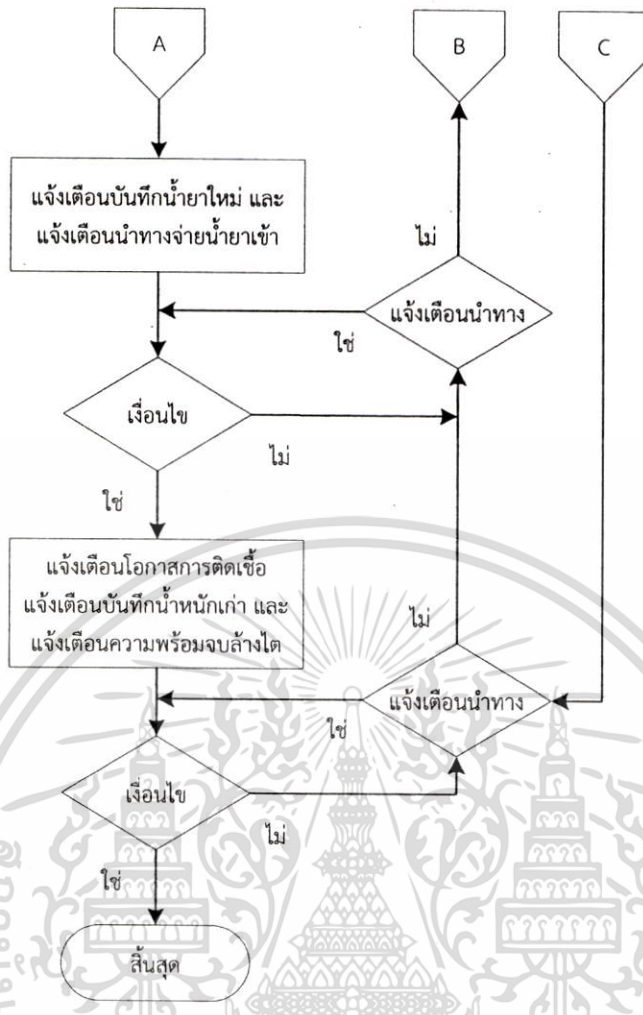 A
B
C
แจ้งเตือนบันทึกน้ำยาใหม่ และ
แจ้งเตือนนำทางจ่ายน้ำยาเข้า
ไม่
แจ้งเตือนนำทาง
ใช่
เงื่อนไข
ไม่
ใช่
แจ้งเตือนโอกาสการติดเชื้อ
แจ้งเตือนบันทึกน้ำหนักเก่า และ
แจ้งเตือนความพร้อมจบล้างไต
ไม่
แจ้งเตือนนำทาง
ใช่
เงื่อนไข
ไม่
ใช่
สิ้นสุด